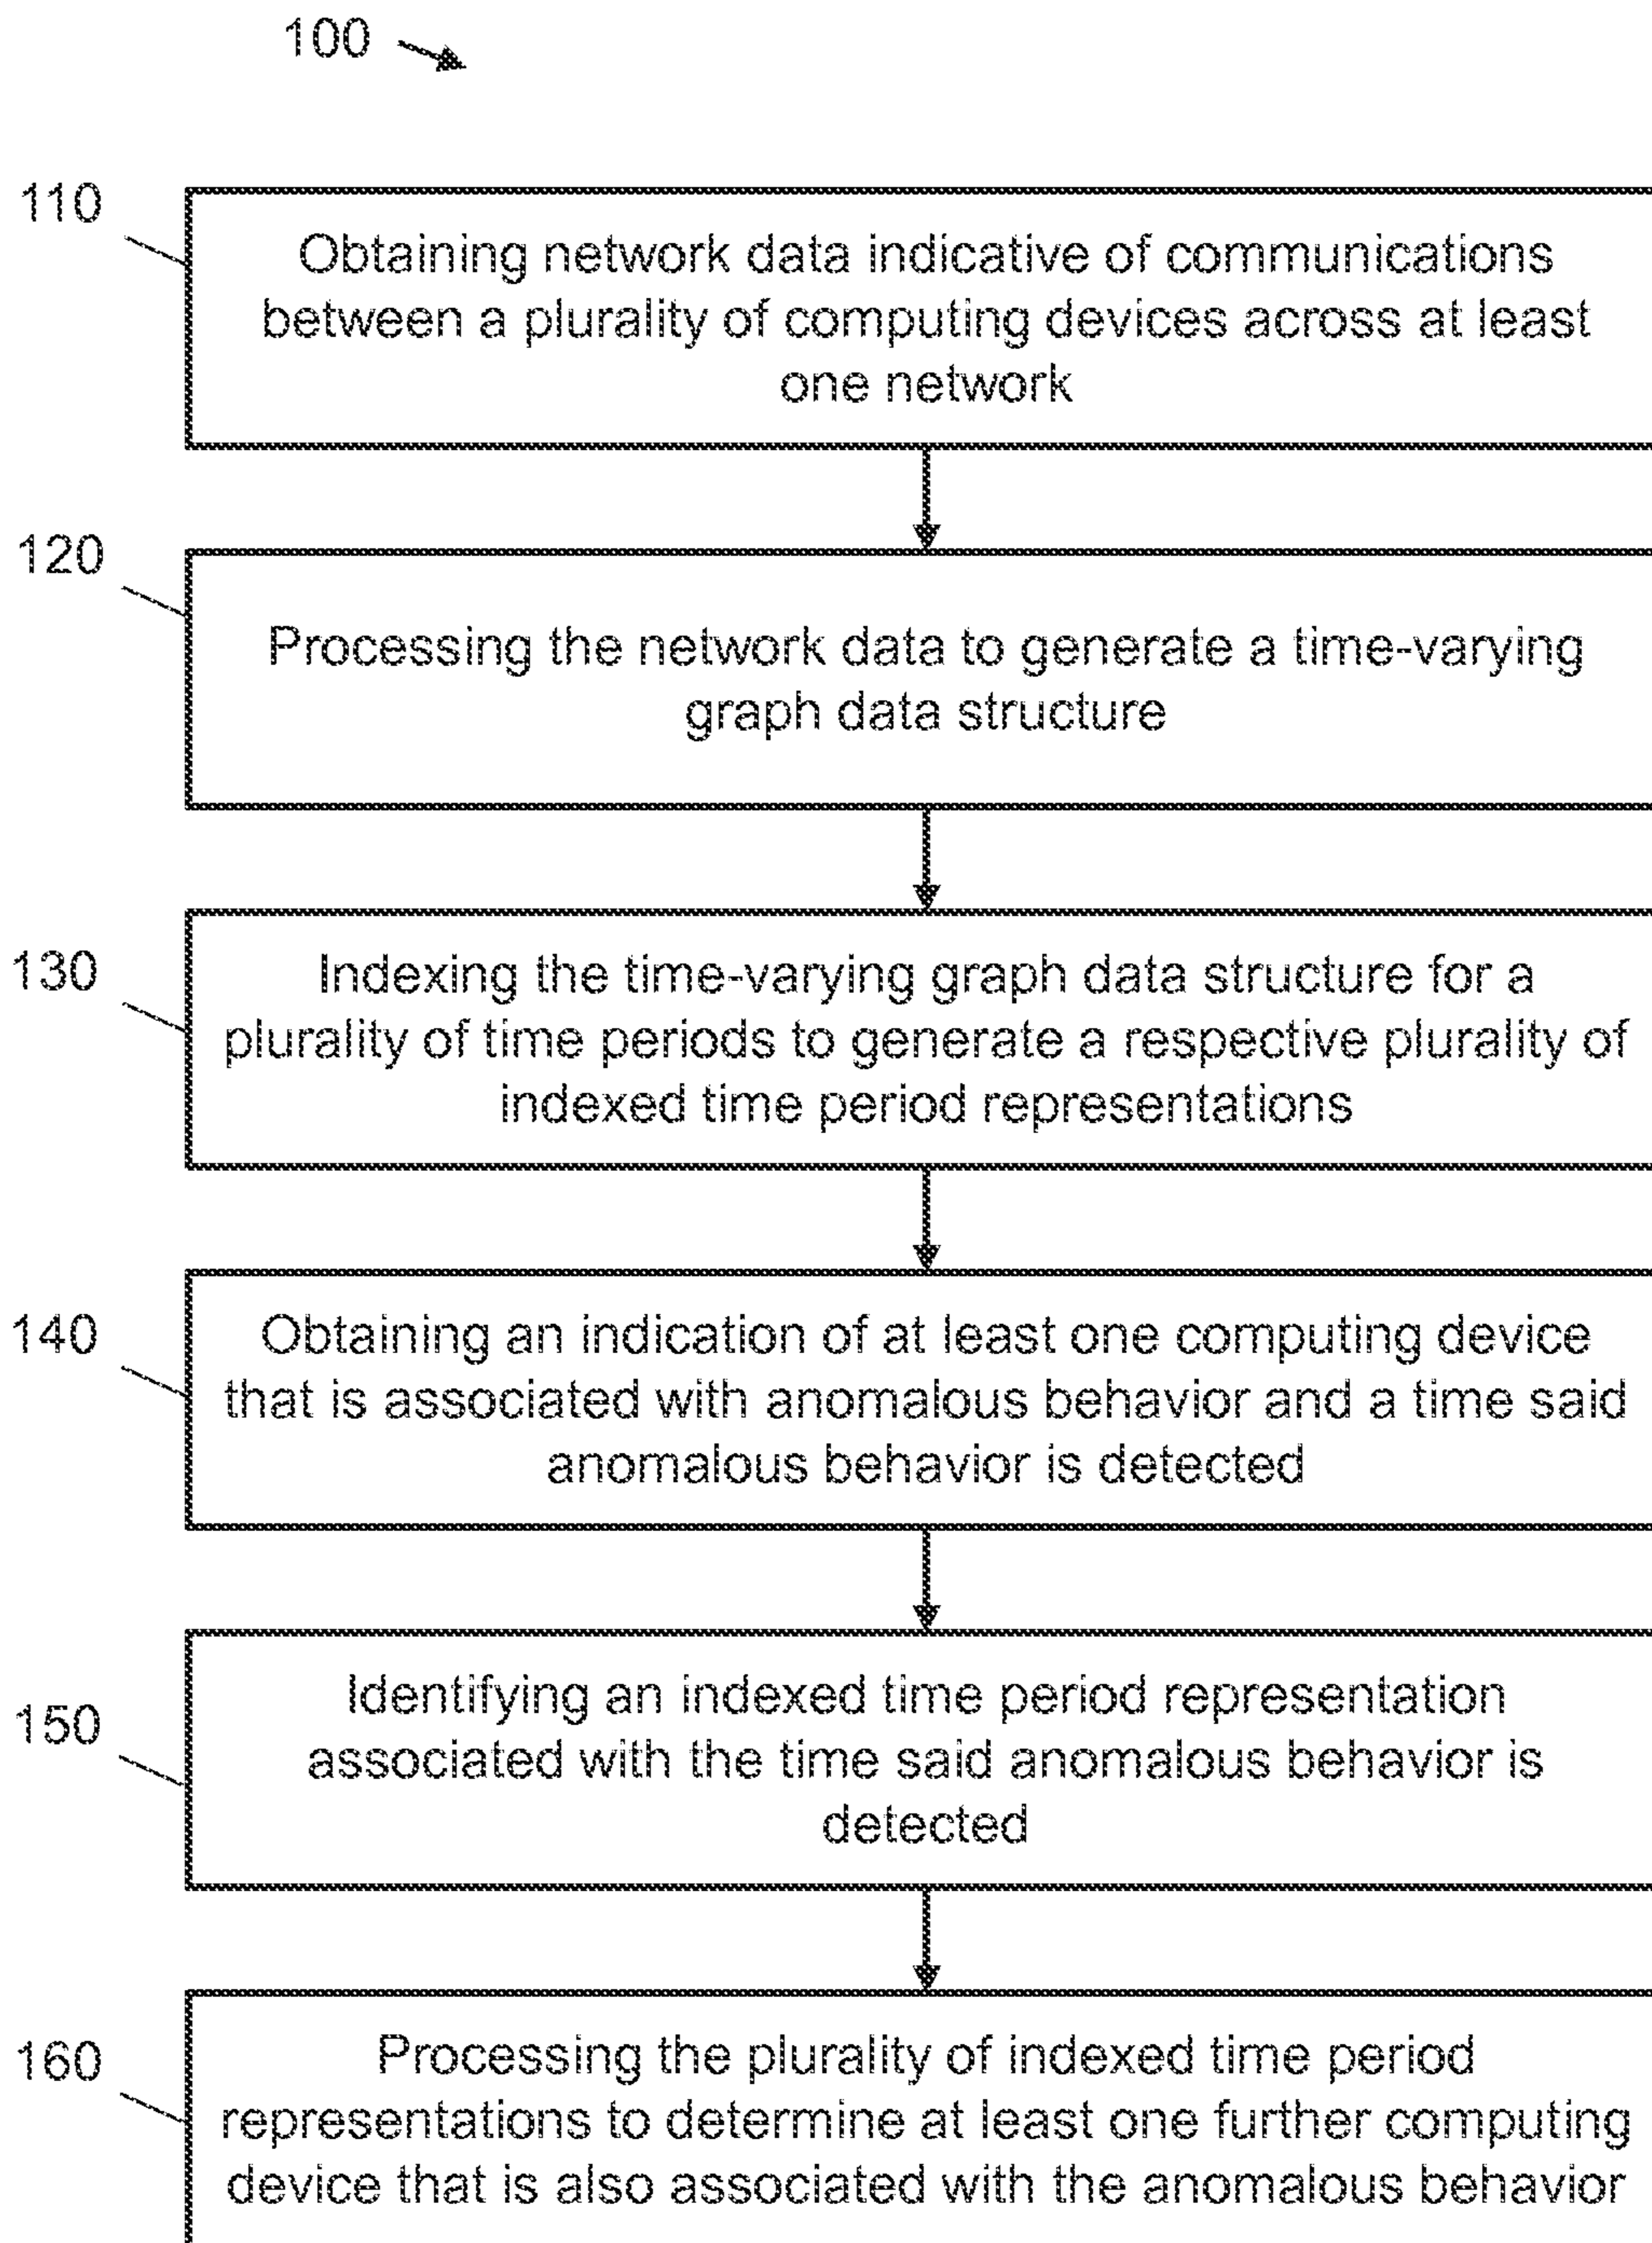 100
110
Obtaining network data indicative of communications
between a plurality of computing devices across at least
one network
120
Processing the network data to generate a time-varying
graph data structure
130
Indexing the time-varying graph data structure for a
plurality of time periods to generate a respective plurality of
indexed time period representations
140
Obtaining an indication of at least one computing device
that is associated with anomalous behavior and a time said
anomalous behavior is detected
150
Identifying an indexed time period representation
associated with the time said anomalous behavior is
detected
160
Processing the plurality of indexed time period
representations to determine at least one further computing
device that is also associated with the anomalous behavior